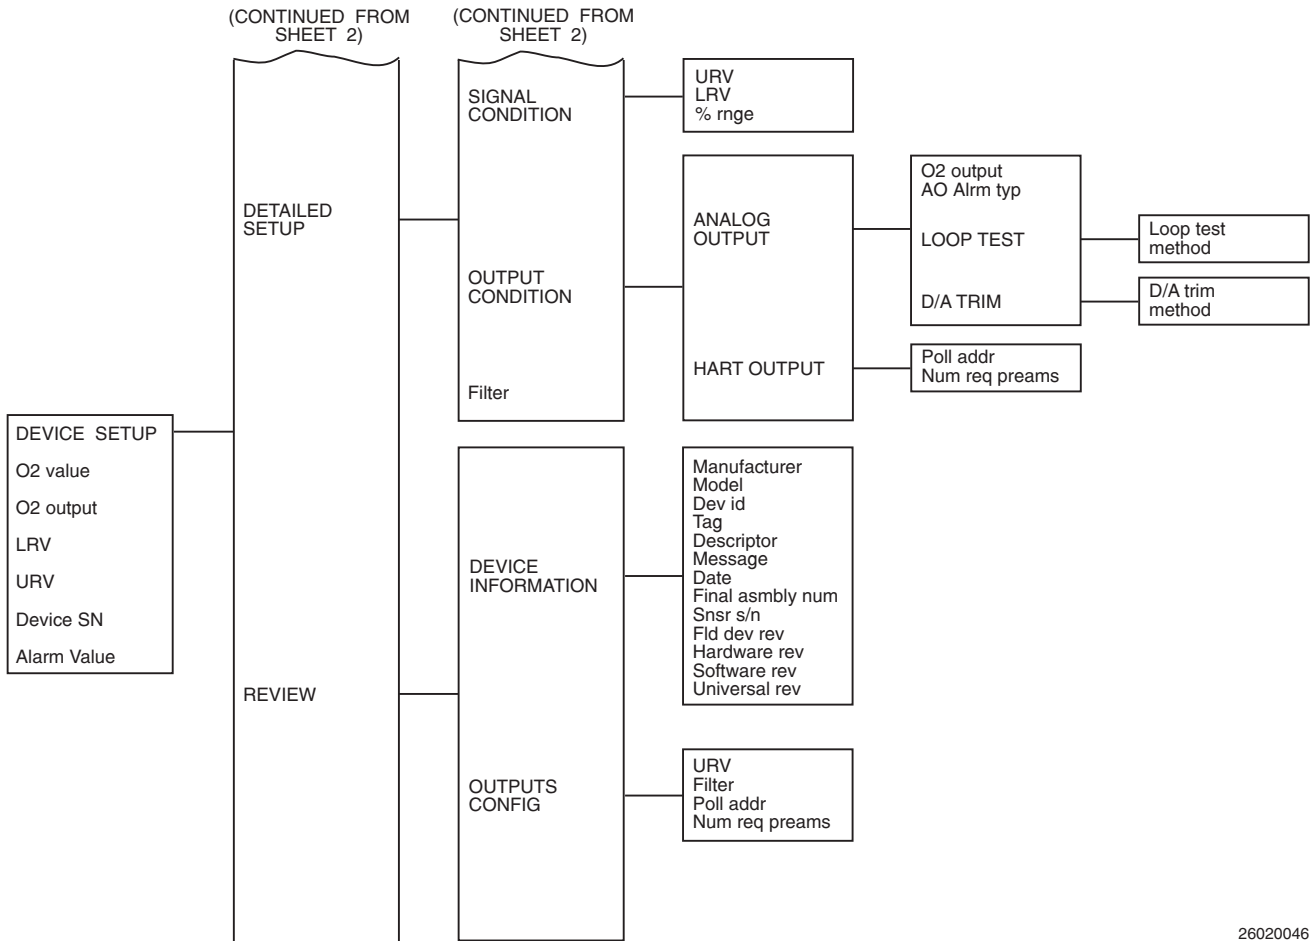 (CONTINUED FROM
SHEET 2)
(CONTINUED FROM
SHEET 2)
DEVICE SETUP
O2 value
O2 output
LRV
URV
Device SN
Alarm Value
DETAILED
SETUP
REVIEW
SIGNAL
CONDITION
OUTPUT
CONDITION
Filter
URV
LRV
% rnge
ANALOG
OUTPUT
HART OUTPUT
O2 output
AO Alrm typ
LOOP TEST
D/A TRIM
Loop test
method
D/A trim
method
Poll addr
Num req preams
DEVICE
INFORMATION
OUTPUTS
CONFIG
Manufacturer
Model
Dev id
Tag
Descriptor
Message
Date
Final asmbly num
Snsr s/n
Fld dev rev
Hardware rev
Software rev
Universal rev
URV
Filter
Poll addr
Num req preams
26020046